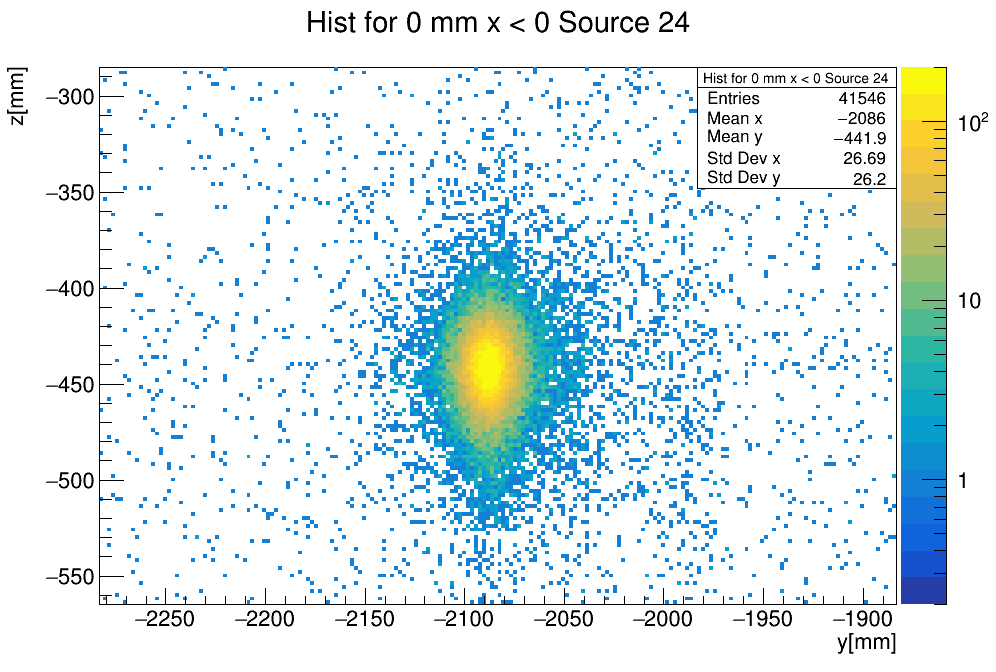 Hist for 0 mm x < 0 Source 24
z[mm]
Hist for 0 mm x < 0 Source 24
Entries 41546
Mean x −2086
Mean y −441.9
Std Dev x 26.69
Std Dev y 26.2
−300
−350
−400
−450
−500
−550
10²
10
1
−2250 −2200 −2150 −2100 −2050 −2000 −1950 −1900
y[mm]